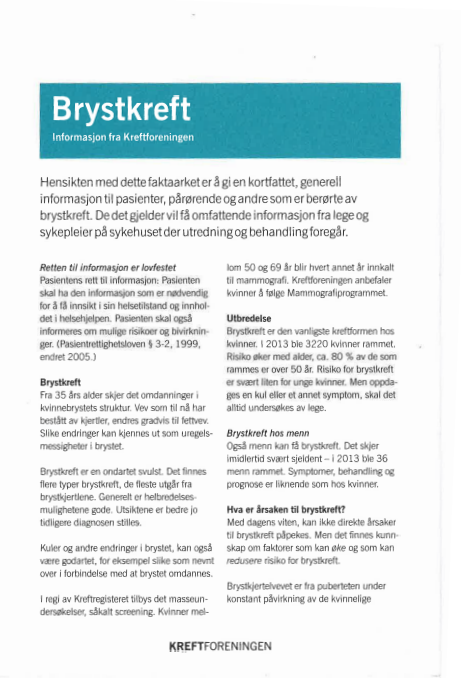 Brystkreft
Informasjon fra Kreftforeningen
Hensikten med dette faktaarket er å gi en kortfattet, generell
informasjon til pasienter, pårørende og andre som er berørte av
brystkreft. De det gjelder vil få omfattende informasjon fra lege og
sykepleier på sykehuset der utredning og behandling foregår.
Retten til informasjon er lovfestet
Pasientens rett til informasjon: Pasienten
skal ha den informasjon som er nødvendig
for å få innsikt i sin helsetilstand og innhol-
det i helsehjelpen. Pasienten skal også
informeres om mulige risikoer og bivirknin-
ger. (Pasientrettighetsloven § 3-2, 1999,
endret 2005.)
Brystkreft
Fra 35 års alder skjer det omdanninger i
kvinnebrystets struktur. Vev som til nå har
bestått av kjertler, endres gradvis til fettvev.
Slike endringer kan kjennes ut som uregels-
messigheter i brystet.
Brystkreft er en ondartet svulst. Det finnes
flere typer brystkreft, de fleste utgår fra
brystkjertlene. Generelt er helbredelses-
mulighetene gode. Utsiktene er bedre jo
tidligere diagnosen stilles.
Kuler og andre endringer i brystet, kan også
være godartet, for eksempel slike som nevnt
over i forbindelse med at brystet omdannes.
I regi av Kreftregisteret tilbys det masseun-
dersøkelser, såkalt screening. Kvinner mel-
lom 50 og 69 år blir hvert annet år innkalt
til mammografi. Kreftforeningen anbefaler
kvinner å følge Mammografiprogrammet.
Utbredelse
Brystkreft er den vanligste kreftformen hos
kvinner. I 2013 ble 3220 kvinner rammet.
Risiko øker med alder, ca. 80 % av de som
rammes er over 50 år. Risiko for brystkreft
er svært liten for unge kvinner. Men oppda-
ges en kul eller et annet symptom, skal det
alltid undersøkes av lege.
Brystkreft hos menn
Også menn kan få brystkreft. Det skjer
imidlertid svært sjeldent – i 2013 ble 36
menn rammet. Symptomer, behandling og
prognose er liknende som hos kvinner.
Hva er årsaken til brystkreft?
Med dagens viten, kan ikke direkte årsaker
til brystkreft påpekes. Men det finnes kunn-
skap om faktorer som kan øke og som kan
redusere risiko for brystkreft.
Brystkjertelvevet er fra puberteten under
konstant påvirkning av de kvinnelige
KREFTFORENINGEN